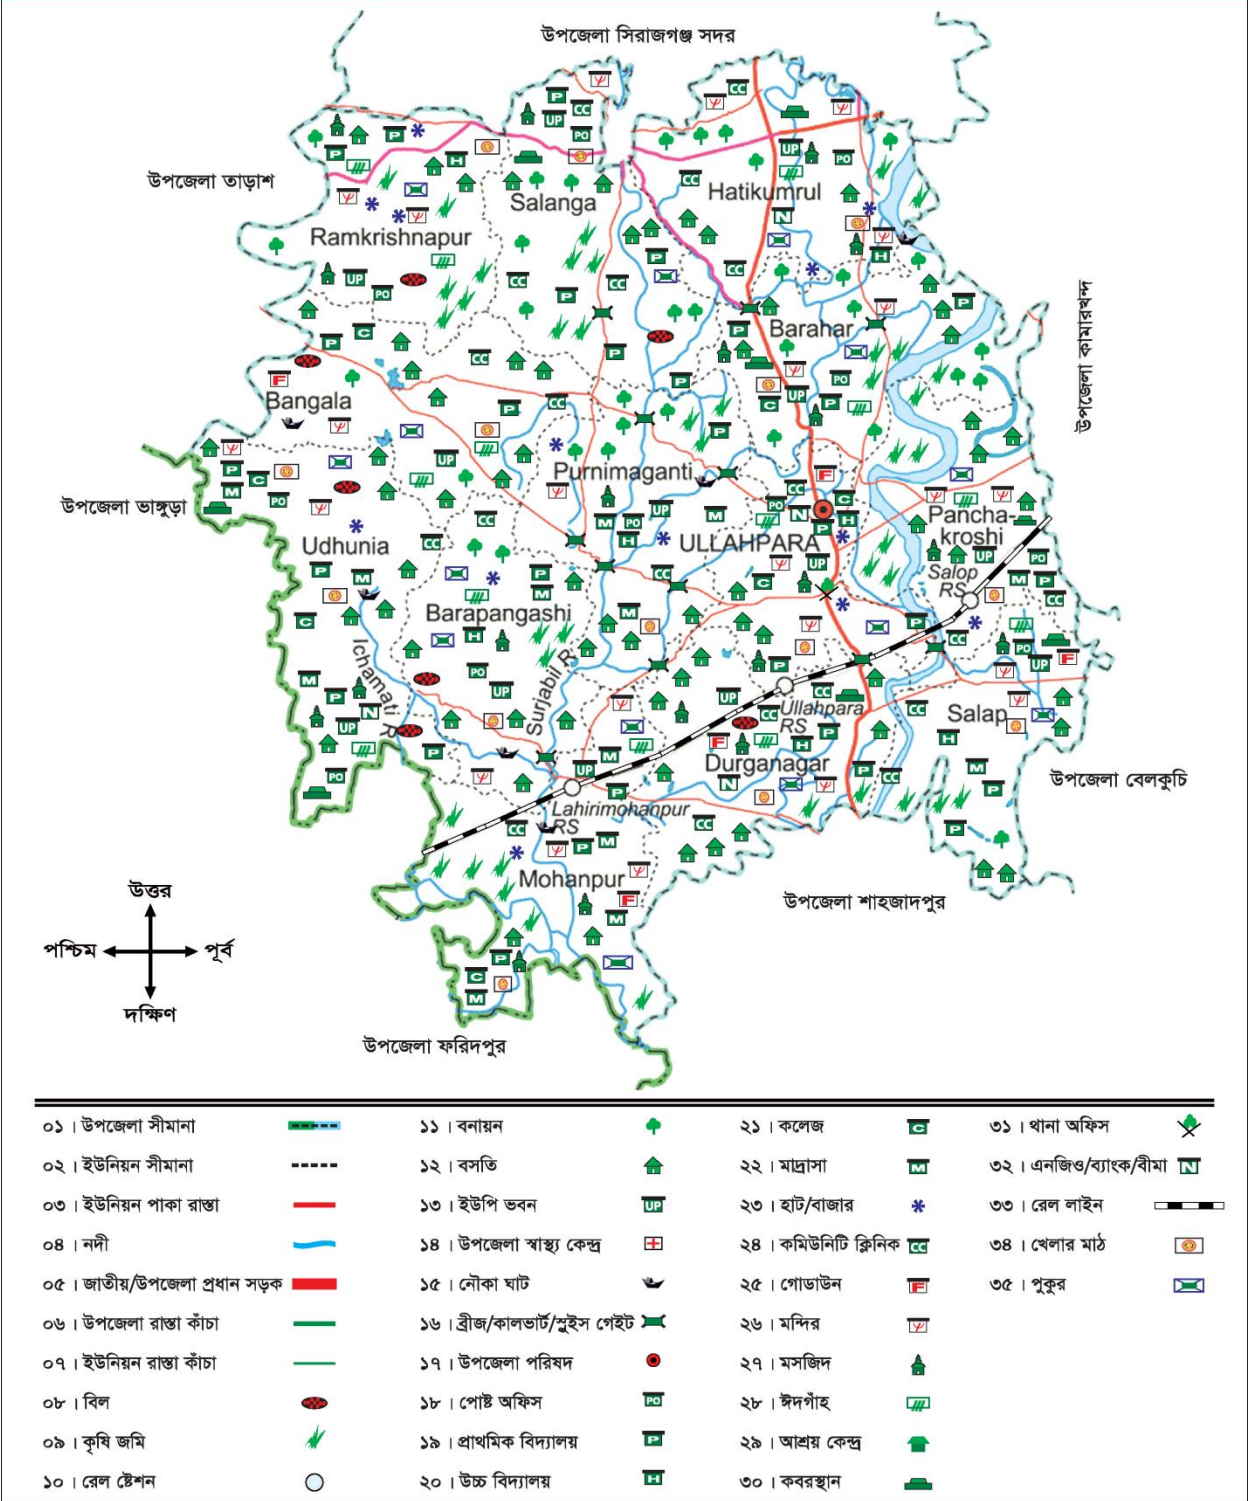 উপজেলা সিরাজগঞ্জ সদর
উপজেলা তাড়াশ
Salanga
Hatikumrul
Ramkrishnapur
উপজেলা কামারখন্দ
Barahar
Bangala
Purnimaganti
উপজেলা ভাঙ্গুড়া
Udhunia
ULLAHPARA
Pancha-
kroshi
Salop
RS
Barapangashi
Ichamati R
Surjabil R
Ullahpara
RS
Salap
Durganagar
উপজেলা বেলকুচি
Lahirimohanpur
RS
Mohanpur
উপজেলা শাহজাদপুর
উত্তর
পশ্চিম
পূর্ব
দক্ষিণ
উপজেলা ফরিদপুর
০১। উপজেলা সীমানা
০২। ইউনিয়ন সীমানা
০৩। ইউনিয়ন পাকা রাস্তা
০৪। নদী
০৫। জাতীয়/উপজেলা প্রধান সড়ক
০৬। উপজেলা রাস্তা কাঁচা
০৭। ইউনিয়ন রাস্তা কাঁচা
০৮। বিল
০৯। কৃষি জমি
১০। রেল ষ্টেশন
১১। বনায়ন
১২। বসতি
১৩। ইউপি ভবন UP
১৪। উপজেলা স্বাস্থ্য কেন্দ্র
১৫। নৌকা ঘাট
১৬। ব্রীজ/কালভার্ট/স্লুইস গেইট
১৭। উপজেলা পরিষদ
১৮। পোষ্ট অফিস PO
১৯। প্রাথমিক বিদ্যালয় P
২০। উচ্চ বিদ্যালয় H
২১। কলেজ C
২২। মাদ্রাসা M
২৩। হাট/বাজার
২৪। কমিউনিটি ক্লিনিক CC
২৫। গোডাউন F
২৬। মন্দির
২৭। মসজিদ
২৮। ঈদগাঁহ
২৯। আশ্রয় কেন্দ্র
৩০। কবরস্থান
৩১। থানা অফিস
৩২। এনজিও/ব্যাংক/বীমা N
৩৩। রেল লাইন
৩৪। খেলার মাঠ
৩৫। পুকুর